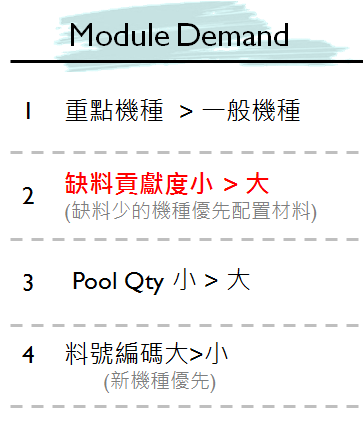 Module Demand
1 重點機種 > 一般機種
2 缺料貢獻度小 > 大
(缺料少的機種優先配置材料)
3 Pool Qty 小 > 大
4 料號編碼大>小
(新機種優先)